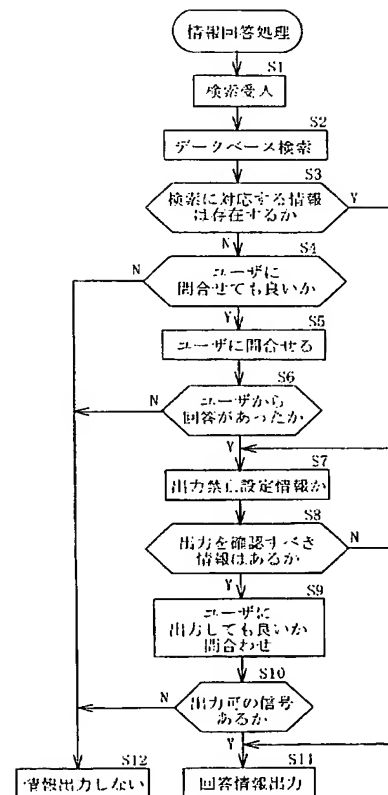 情報回答処理
S1
検索受入
S2
データベース検索
S3
検索に対応する情報
は存在するか
Y
N
S4
ユーザに
問合せても良いか
N
Y
S5
ユーザに問合せる
S6
ユーザから
回答があったか
N
Y
S7
出力禁止設定情報か
S8
出力を確認すべき
情報はあるか
N
Y
S9
ユーザに
出力しても良いか
問合わせ
S10
出力可の信号
あるか
N
Y
S12
情報出力しない
S11
回答情報出力